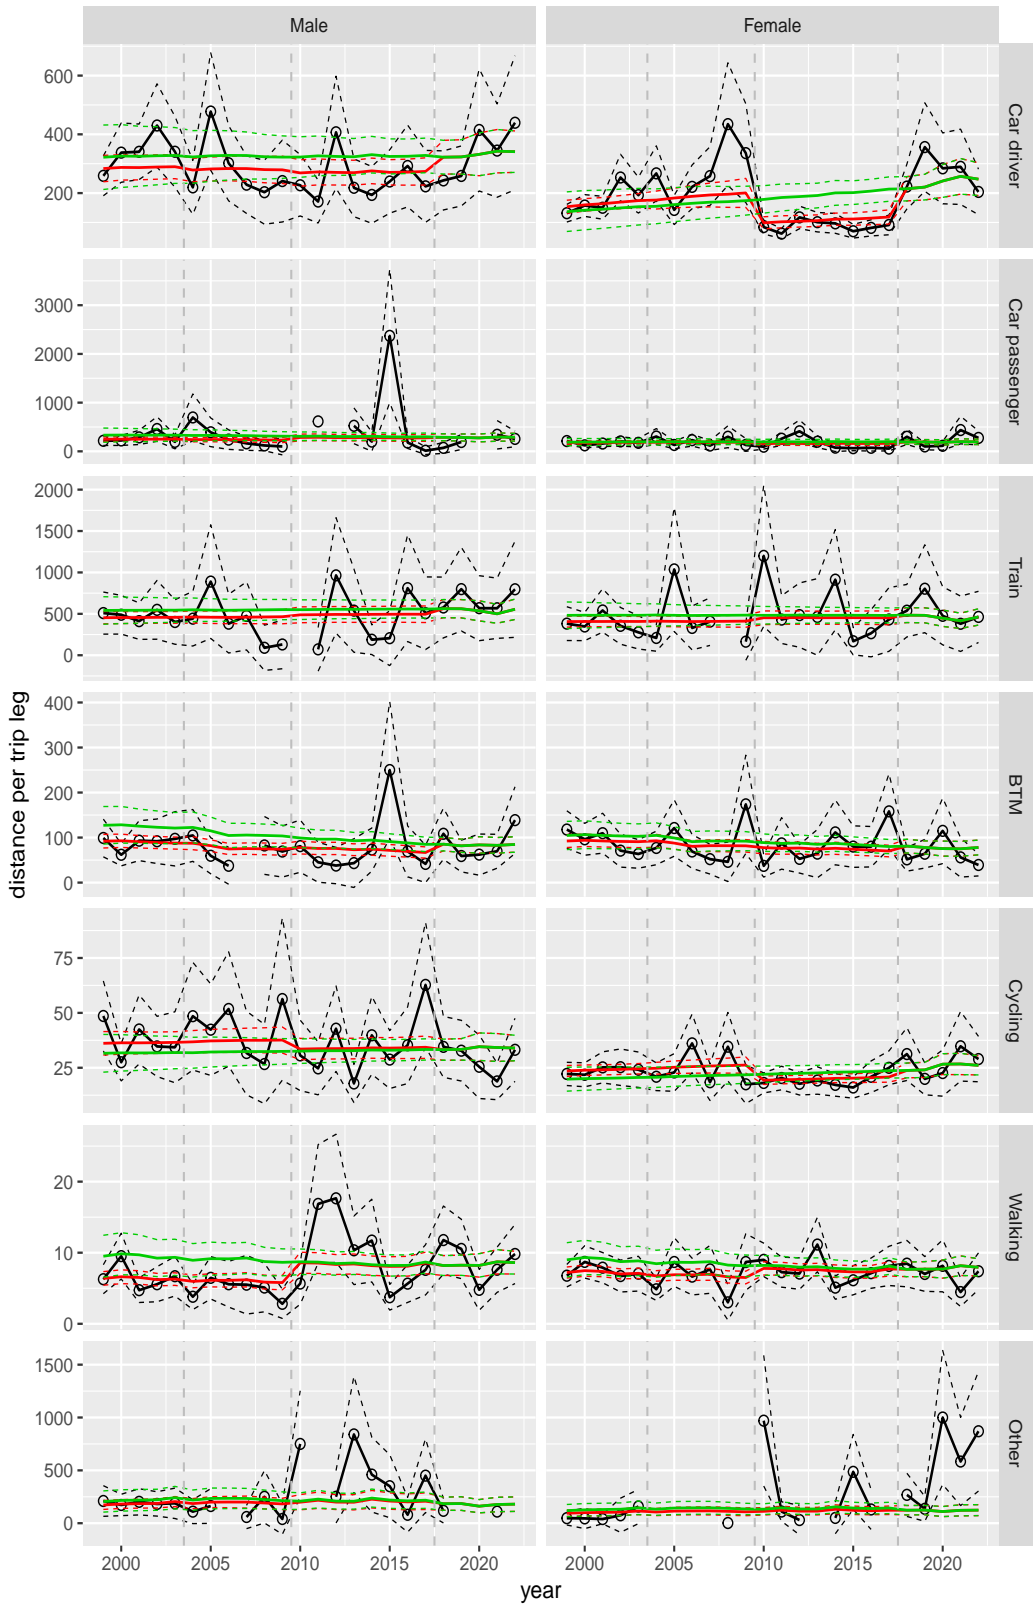 Male Female
600
400
200
Car driver
3000
2000
1000
0
Car passenger
2000
1500
1000
500
0
Train
400
300
200
100
0
BTM
75
50
25
Cycling
20
10
0
Walking
1500
1000
500
0
Other
distance per trip leg
2000 2005 2010 2015 2020 2000 2005 2010 2015 2020
year